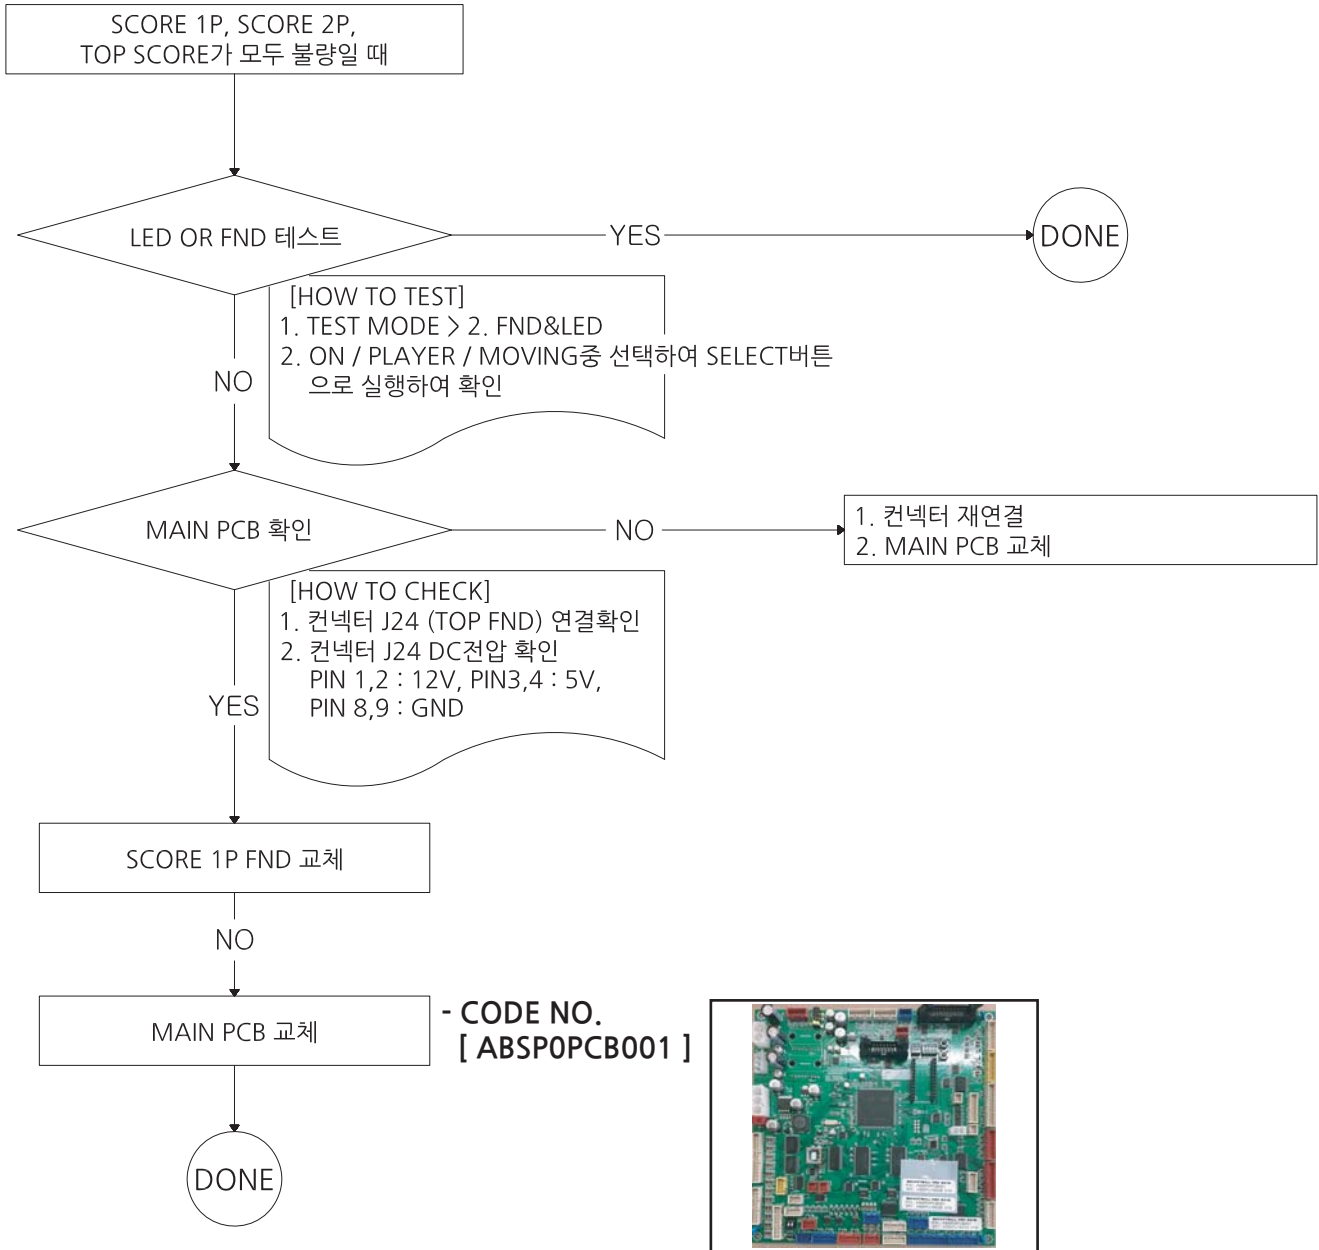 SCORE 1P, SCORE 2P,
TOP SCORE가 모두 불량일 때
LED OR FND 테스트
YES
DONE
[HOW TO TEST]
1. TEST MODE > 2. FND&LED
2. ON / PLAYER / MOVING중 선택하여 SELECT버튼
으로 실행하여 확인
NO
MAIN PCB 확인
NO
1. 컨넥터 재연결
2. MAIN PCB 교체
[HOW TO CHECK]
1. 컨넥터 J24 (TOP FND) 연결확인
2. 컨넥터 J24 DC전압 확인
PIN 1,2 : 12V, PIN3,4 : 5V,
PIN 8,9 : GND
YES
SCORE 1P FND 교체
NO
MAIN PCB 교체
- CODE NO.
[ ABSP0PCB001 ]
DONE